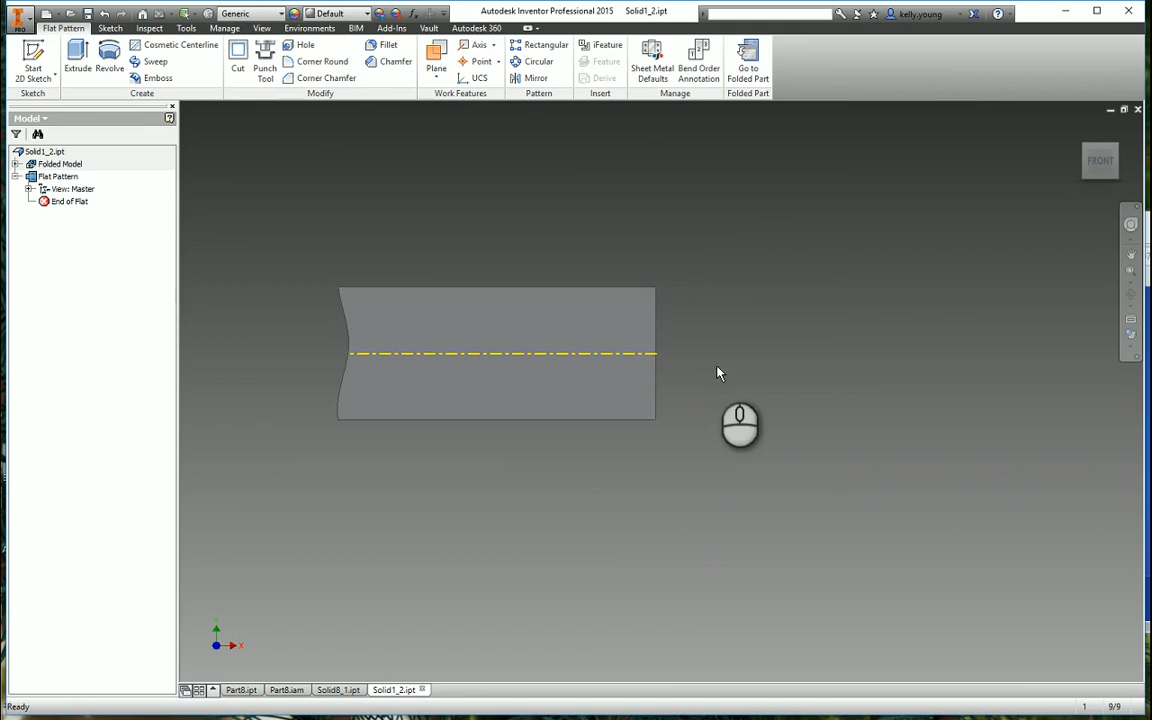 Generic
Default
Autodesk Inventor Professional 2015 Solid1_2.ipt
kelly.young
PRO
Flat Pattern Sketch Inspect Tools Manage View Environments BIM Add-Ins Vault Autodesk 360
Start
2D Sketch
Extrude
Revolve
Cosmetic Centerline
Sweep
Emboss
Cut
Punch
Tool
Hole
Corner Round
Corner Chamfer
Fillet
Chamfer
Plane
Axis
Point
UCS
Rectangular
Circular
Mirror
iFeature
Feature
Derive
Sheet Metal
Defaults
Bend Order
Annotation
Go to
Folded Part
Sketch Create Modify Work Features Pattern Insert Manage Folded Part
Model
Solid1_2.ipt
Folded Model
Flat Pattern
View: Master
End of Flat
FRONT
X
Part8.ipt Part8.iam Solid8_1.ipt Solid1_2.ipt
Ready
1 9/9